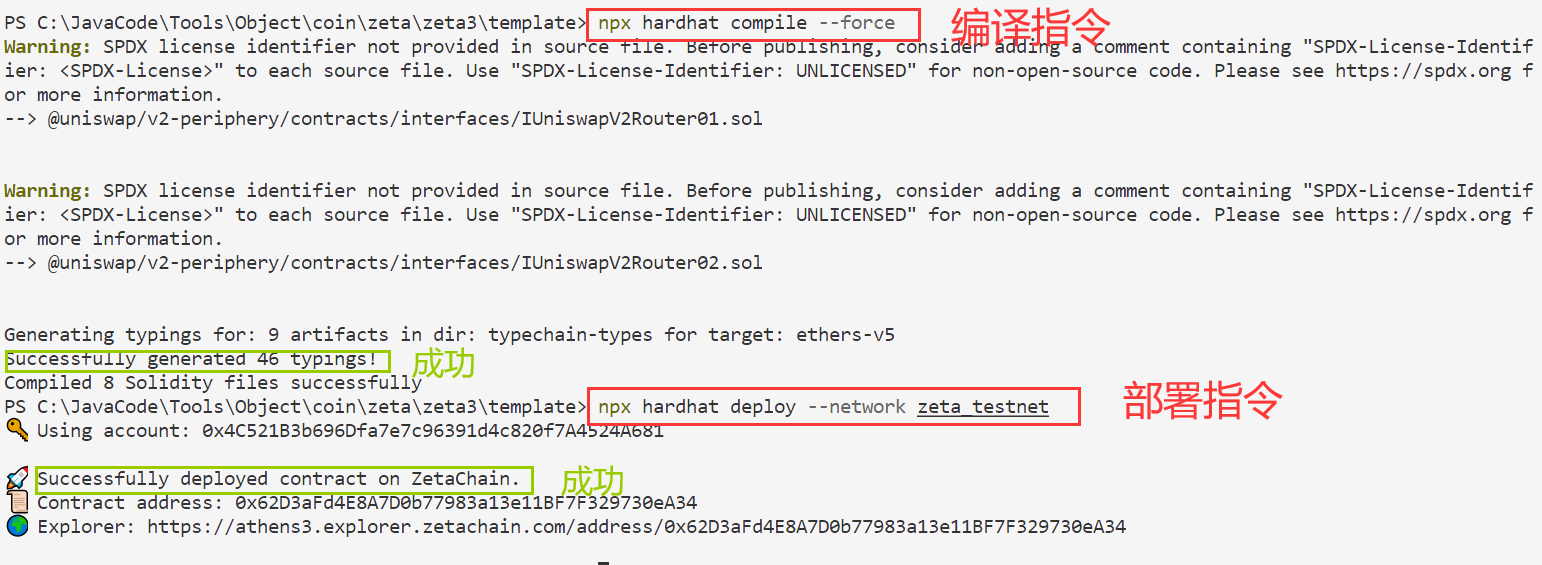 PS C:\JavaCode\Tools\Object\coin\zeta\zeta3\template> npx hardhat compile --force 编译指令
Warning: SPDX license identifier not provided in source file. Before publishing, consider adding a comment containing "SPDX-License-Identif
ier: <SPDX-License>" to each source file. Use "SPDX-License-Identifier: UNLICENSED" for non-open-source code. Please see https://spdx.org f
or more information.
--> @uniswap/v2-periphery/contracts/interfaces/IUniswapV2Router01.sol
Warning: SPDX license identifier not provided in source file. Before publishing, consider adding a comment containing "SPDX-License-Identif
ier: <SPDX-License>" to each source file. Use "SPDX-License-Identifier: UNLICENSED" for non-open-source code. Please see https://spdx.org f
or more information.
--> @uniswap/v2-periphery/contracts/interfaces/IUniswapV2Router02.sol
Generating typings for: 9 artifacts in dir: typechain-types for target: ethers-v5
Successfully generated 46 typings! 成功
Compiled 8 Solidity files successfully
PS C:\JavaCode\Tools\Object\coin\zeta\zeta3\template> npx hardhat deploy --network zeta_testnet 部署指令
🔑 Using account: 0x4C521B3b696Dfa7e7c96391d4c820f7A4524A681
🚀 Successfully deployed contract on ZetaChain. 成功
📜 Contract address: 0x62D3aFd4E8A7D0b77983a13e11BF7F329730eA34
🌍 Explorer: https://athens3.explorer.zetachain.com/address/0x62D3aFd4E8A7D0b77983a13e11BF7F329730eA34